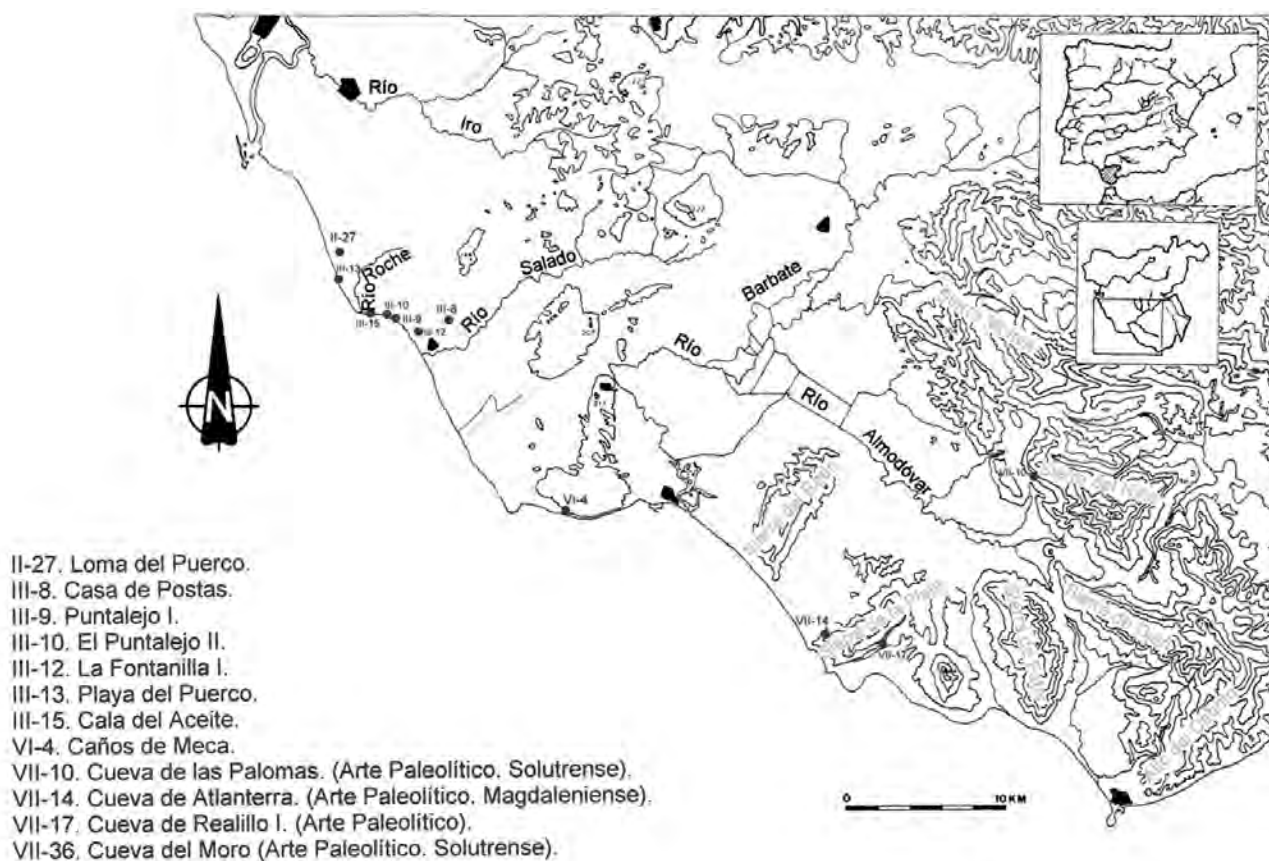 Río
Iro
II-27
III-13
Río Roche
III-15
III-10
III-9
III-8
III-12
Río
Salado
Barbate
Río
Río
Almodóvar
VI-4
VII-10
VII-14
VII-17
N
0 10 KM
II-27. Loma del Puerco.
III-8. Casa de Postas.
III-9. Puntalejo I.
III-10. El Puntalejo II.
III-12. La Fontanilla I.
III-13. Playa del Puerco.
III-15. Cala del Aceite.
VI-4. Caños de Meca.
VII-10. Cueva de las Palomas. (Arte Paleolítico. Solutrense).
VII-14. Cueva de Atlanterra. (Arte Paleolítico. Magdaleniense).
VII-17. Cueva de Realillo I. (Arte Paleolítico).
VII-36. Cueva del Moro (Arte Paleolítico. Solutrense).